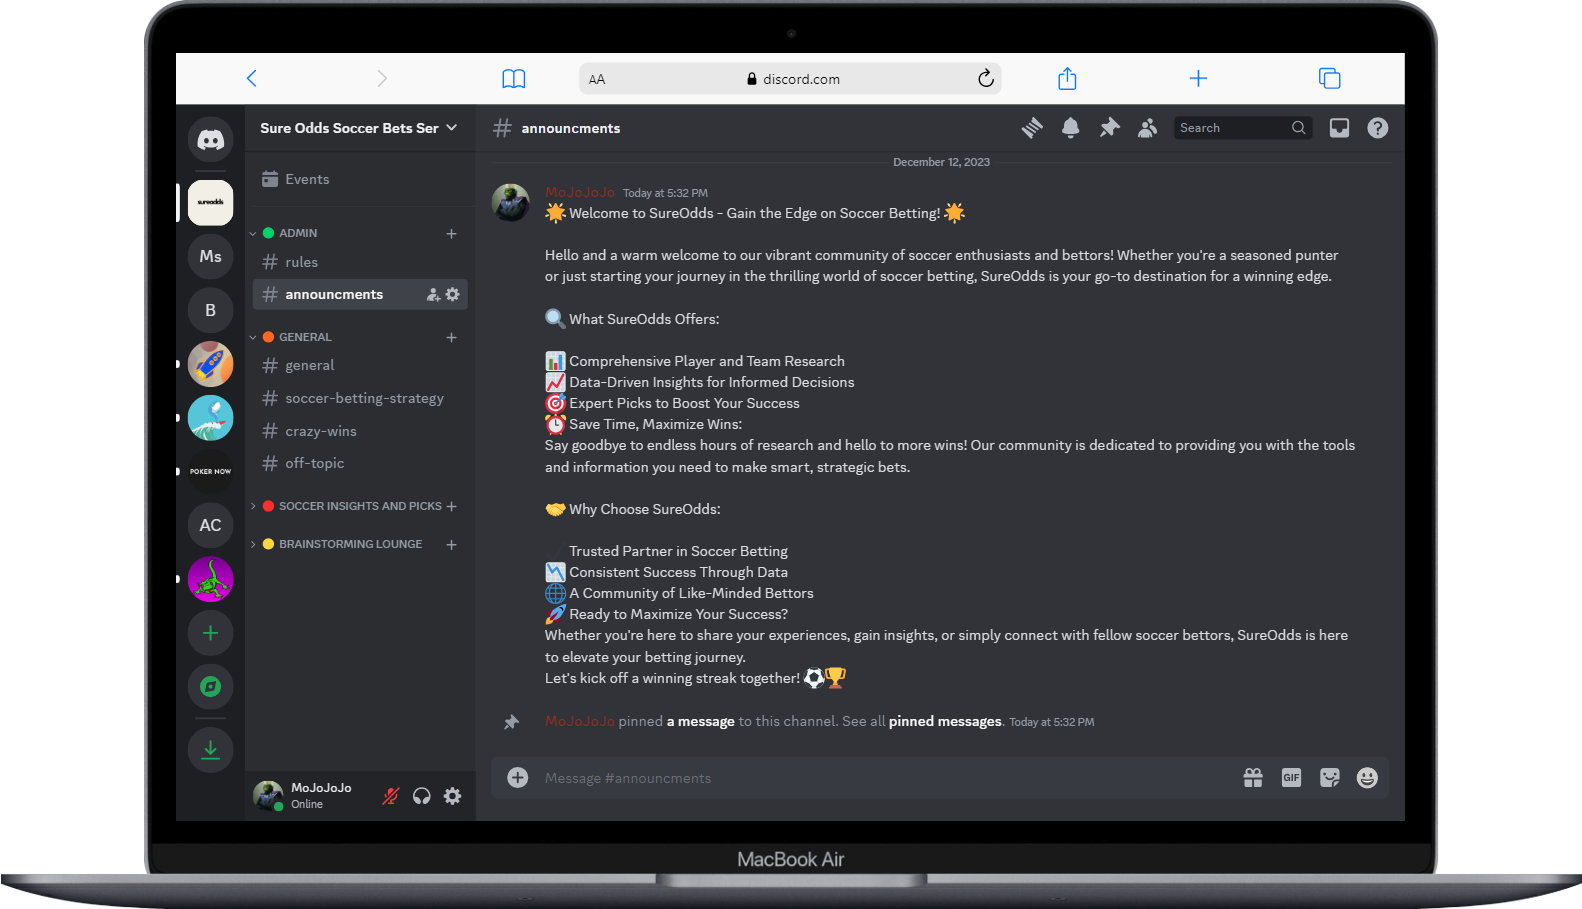 AA
discord.com
Sure Odds Soccer Bets Ser
announcments
Search
December 12, 2023
sureodds
Ms
B
POKER NOW
AC
Events
ADMIN
rules
announcments
GENERAL
general
soccer-betting-strategy
crazy-wins
off-topic
SOCCER INSIGHTS AND PICKS
BRAINSTORMING LOUNGE
MoJoJoJo
Online
MoJoJoJo Today at 5:32 PM
🌟 Welcome to SureOdds - Gain the Edge on Soccer Betting! 🌟
Hello and a warm welcome to our vibrant community of soccer enthusiasts and bettors! Whether you're a seasoned punter
or just starting your journey in the thrilling world of soccer betting, SureOdds is your go-to destination for a winning edge.
🔍 What SureOdds Offers:
📊 Comprehensive Player and Team Research
📈 Data-Driven Insights for Informed Decisions
🎯 Expert Picks to Boost Your Success
⏰ Save Time, Maximize Wins:
Say goodbye to endless hours of research and hello to more wins! Our community is dedicated to providing you with the tools
and information you need to make smart, strategic bets.
🤝 Why Choose SureOdds:
Trusted Partner in Soccer Betting
📉 Consistent Success Through Data
🌐 A Community of Like-Minded Bettors
🚀 Ready to Maximize Your Success?
Whether you're here to share your experiences, gain insights, or simply connect with fellow soccer bettors, SureOdds is here
to elevate your betting journey.
Let's kick off a winning streak together! ⚽🏆
MoJoJoJo pinned a message to this channel. See all pinned messages. Today at 5:32 PM
Message #announcments
GIF
MacBook Air